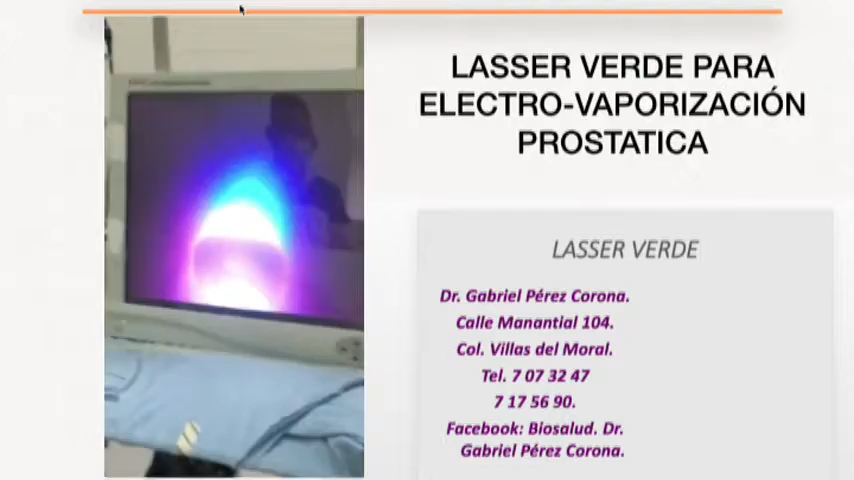 LASSER VERDE PARA
ELECTRO-VAPORIZACIÓN
PROSTATICA
LASSER VERDE
Dr. Gabriel Pérez Corona.
Calle Manantial 104.
Col. Villas del Moral.
Tel. 7 07 32 47
7 17 56 90.
Facebook: Biosalud. Dr.
Gabriel Pérez Corona.